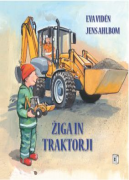 EVA VIDÉN
JENS AHLBOM
ŽIGA IN
TRAKTORJI